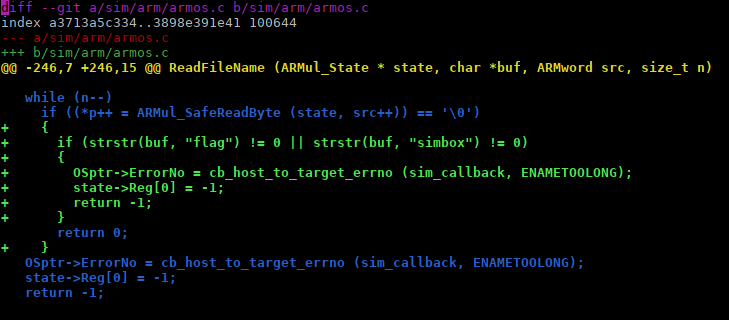 diff --git a/sim/arm/armos.c b/sim/arm/armos.c
index a3713a5c334..3898e391e41 100644
--- a/sim/arm/armos.c
+++ b/sim/arm/armos.c
@@ -246,7 +246,15 @@ ReadFileName (ARMul_State * state, char *buf, ARMword src, size_t n)
   while (n--)
     if ((*p++ = ARMul_SafeReadByte (state, src++)) == '\0')
+    {
+      if (strstr(buf, "flag") != 0 || strstr(buf, "simbox") != 0)
+      {
+        OSptr->ErrorNo = cb_host_to_target_errno (sim_callback, ENAMETOOLONG);
+        state->Reg[0] = -1;
+        return -1;
+      }
       return 0;
+    }
   OSptr->ErrorNo = cb_host_to_target_errno (sim_callback, ENAMETOOLONG);
   state->Reg[0] = -1;
   return -1;